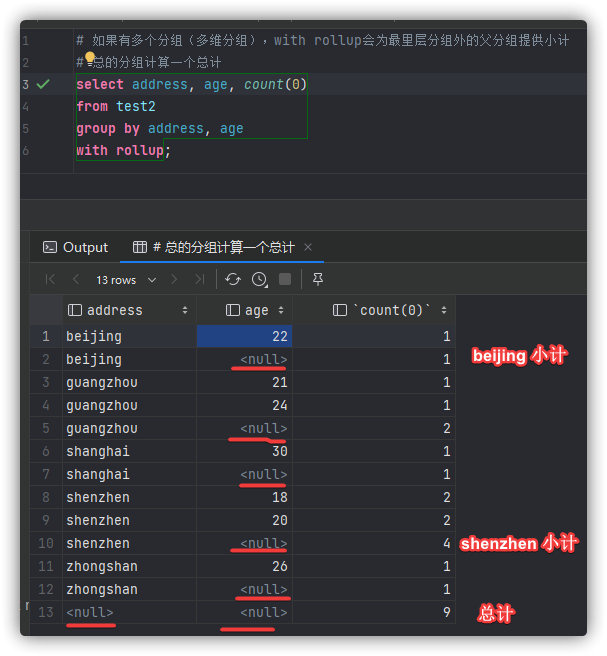 1 # 如果有多个分组（多维分组），with rollup会为最里层分组外的父分组提供小计
2 # 总的分组计算一个总计
3 select address, age, count(0)
4 from test2
5 group by address, age
6 with rollup;
Output # 总的分组计算一个总计 ×
13 rows
address age `count(0)`
1 beijing 22 1
2 beijing <null> 1 beijing 小计
3 guangzhou 21 1
4 guangzhou 24 1
5 guangzhou <null> 2
6 shanghai 30 1
7 shanghai <null> 1
8 shenzhen 18 2
9 shenzhen 20 2
10 shenzhen <null> 4 shenzhen 小计
11 zhongshan 26 1
12 zhongshan <null> 1
13 <null> <null> 9 总计